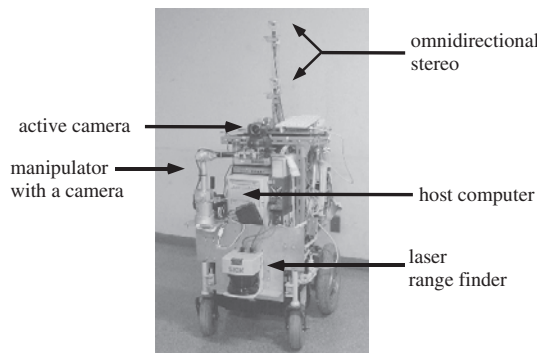 omnidirectional
stereo
active camera
manipulator
with a camera
host computer
laser
range finder